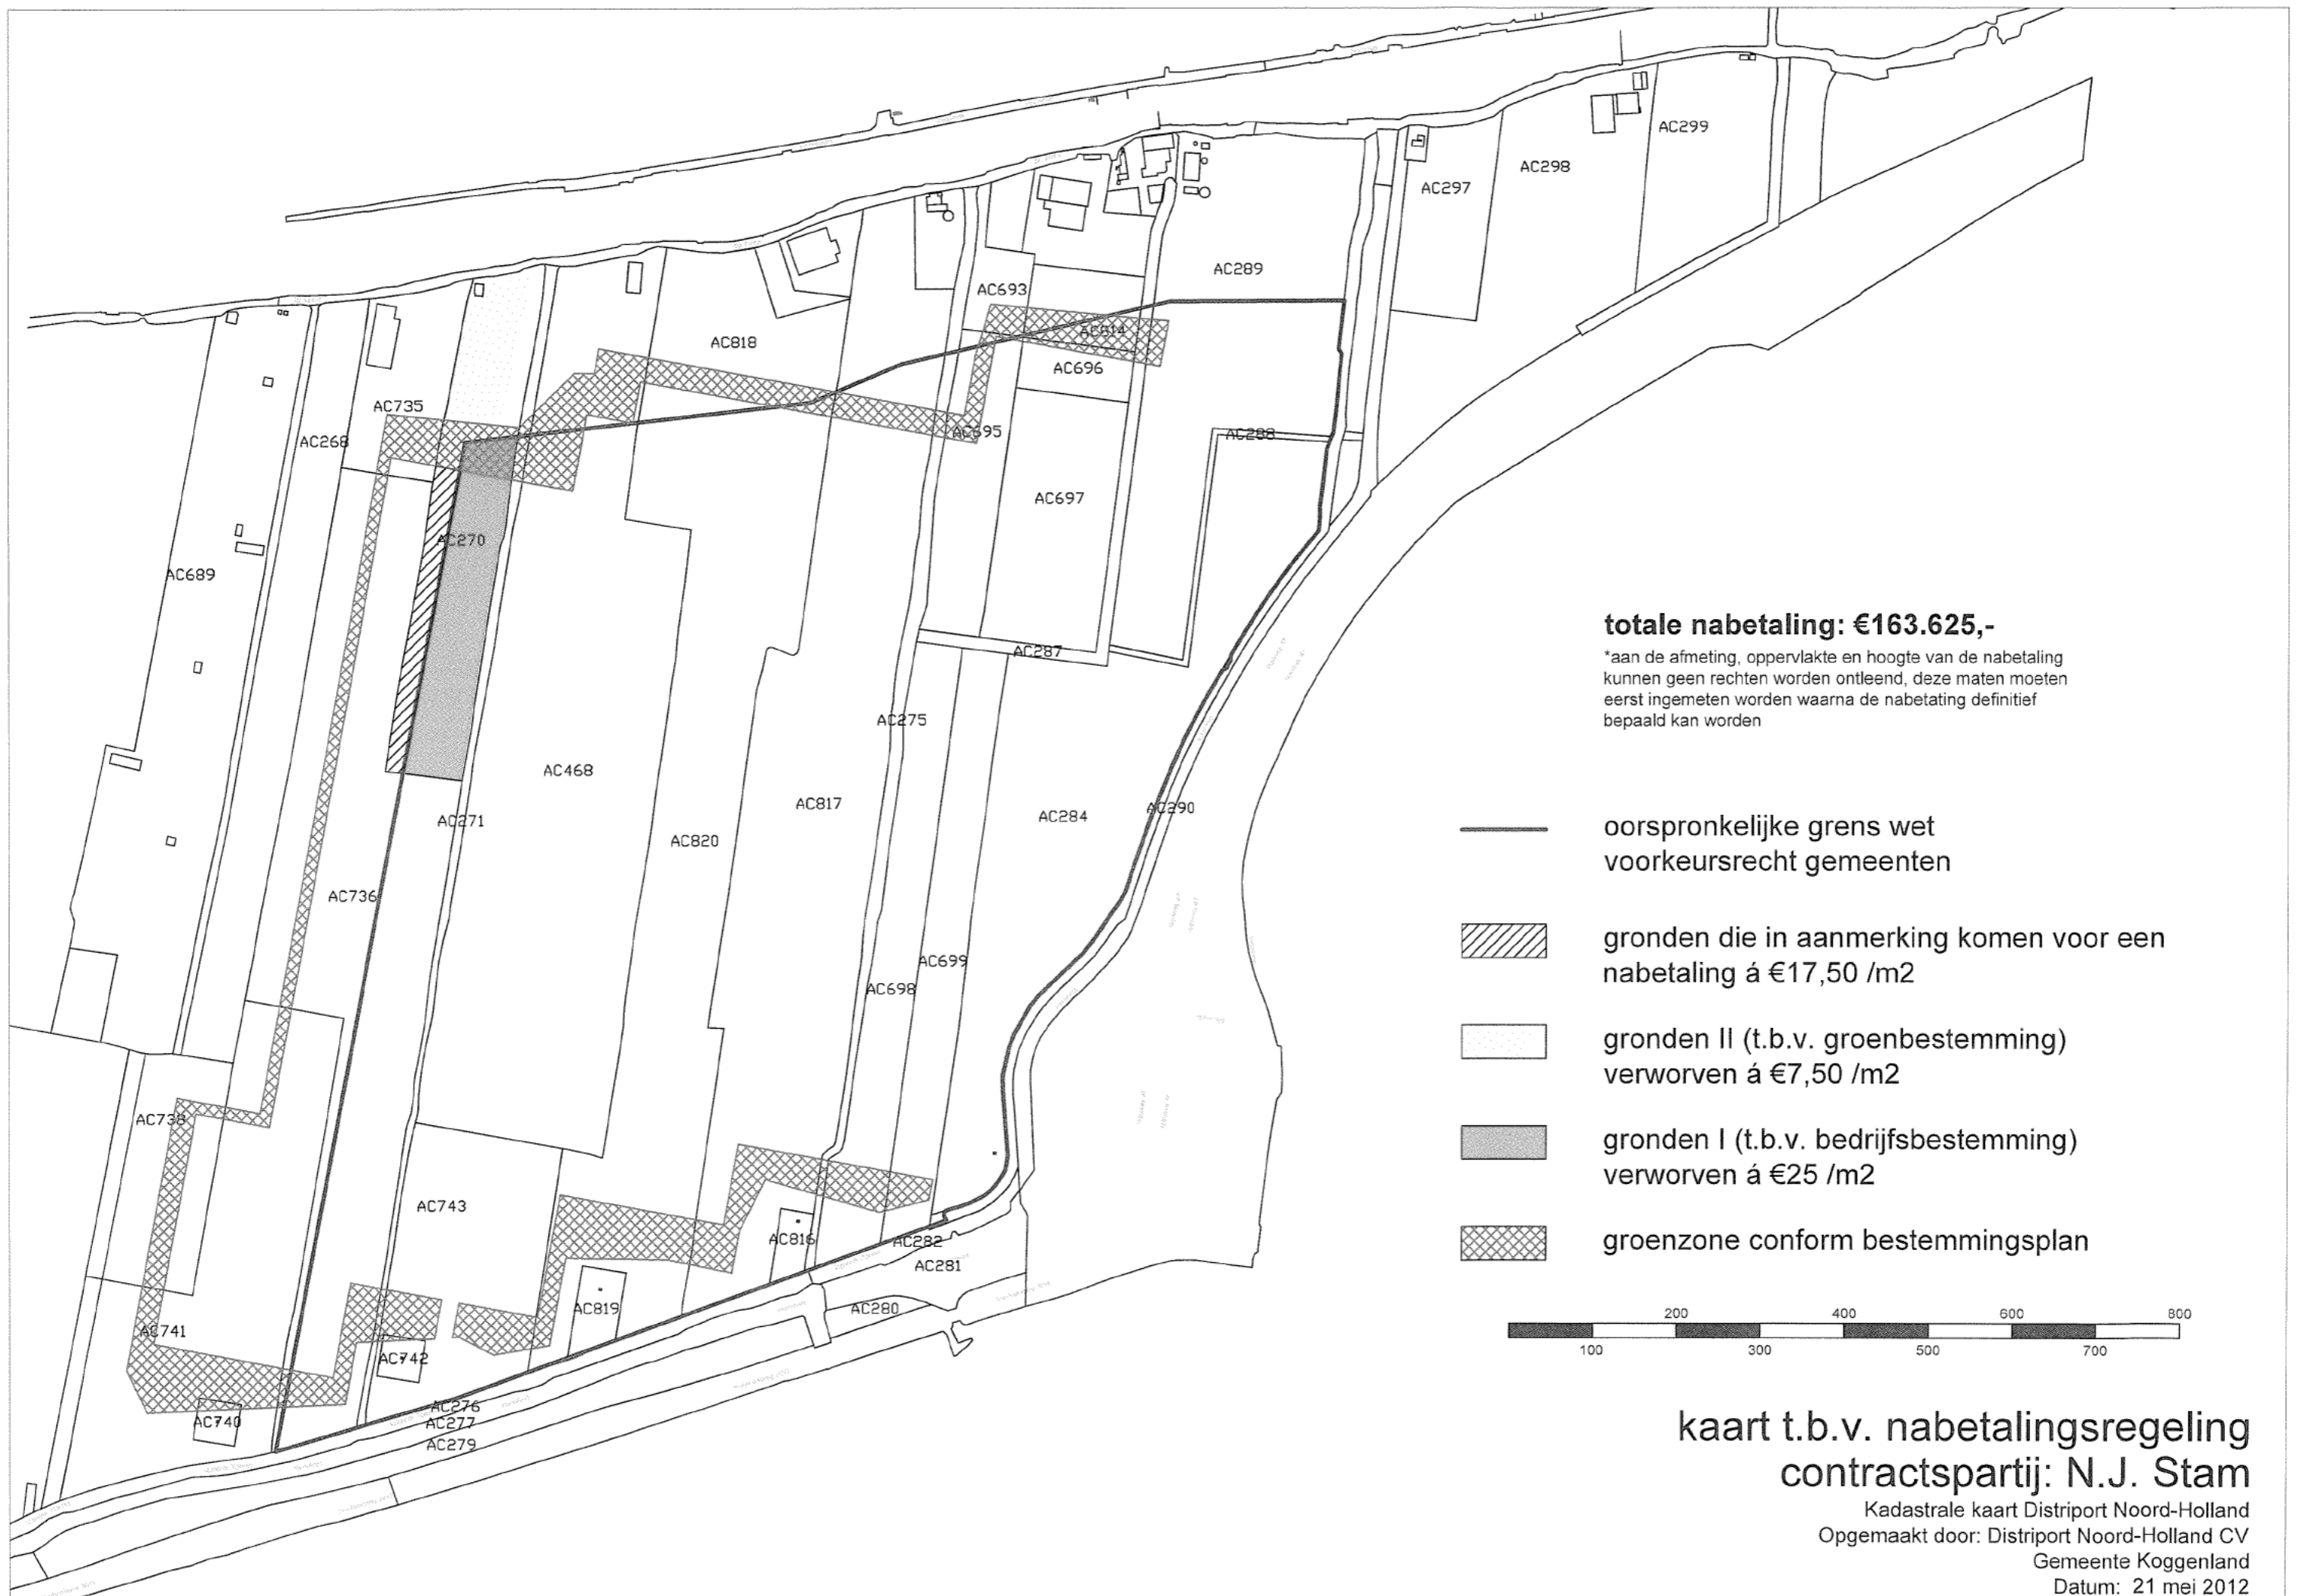 AC299
AC298
AC297
AC289
AC693
AC814
AC818
AC696
AC735
AC268
AC695
AC288
AC697
AC270
AC689
AC287
AC275
AC468
AC817
AC290
AC284
AC271
AC820
AC736
AC699
AC698
AC738
AC743
AC816
AC282
AC281
AC819
AC280
AC741
AC742
AC740
AC276
AC277
AC279
totale nabetaling: €163.625,-
*aan de afmeting, oppervlakte en hoogte van de nabetaling
kunnen geen rechten worden ontleend, deze maten moeten
eerst ingemeten worden waarna de nabetating definitief
bepaald kan worden
oorspronkelijke grens wet
voorkeursrecht gemeenten
gronden die in aanmerking komen voor een
nabetaling á €17,50 /m2
gronden II (t.b.v. groenbestemming)
verworven á €7,50 /m2
gronden I (t.b.v. bedrijfsbestemming)
verworven á €25 /m2
groenzone conform bestemmingsplan
200 400 600 800
100 300 500 700
kaart t.b.v. nabetalingsregeling
contractspartij: N.J. Stam
Kadastrale kaart Distriport Noord-Holland
Opgemaakt door: Distriport Noord-Holland CV
Gemeente Koggenland
Datum: 21 mei 2012